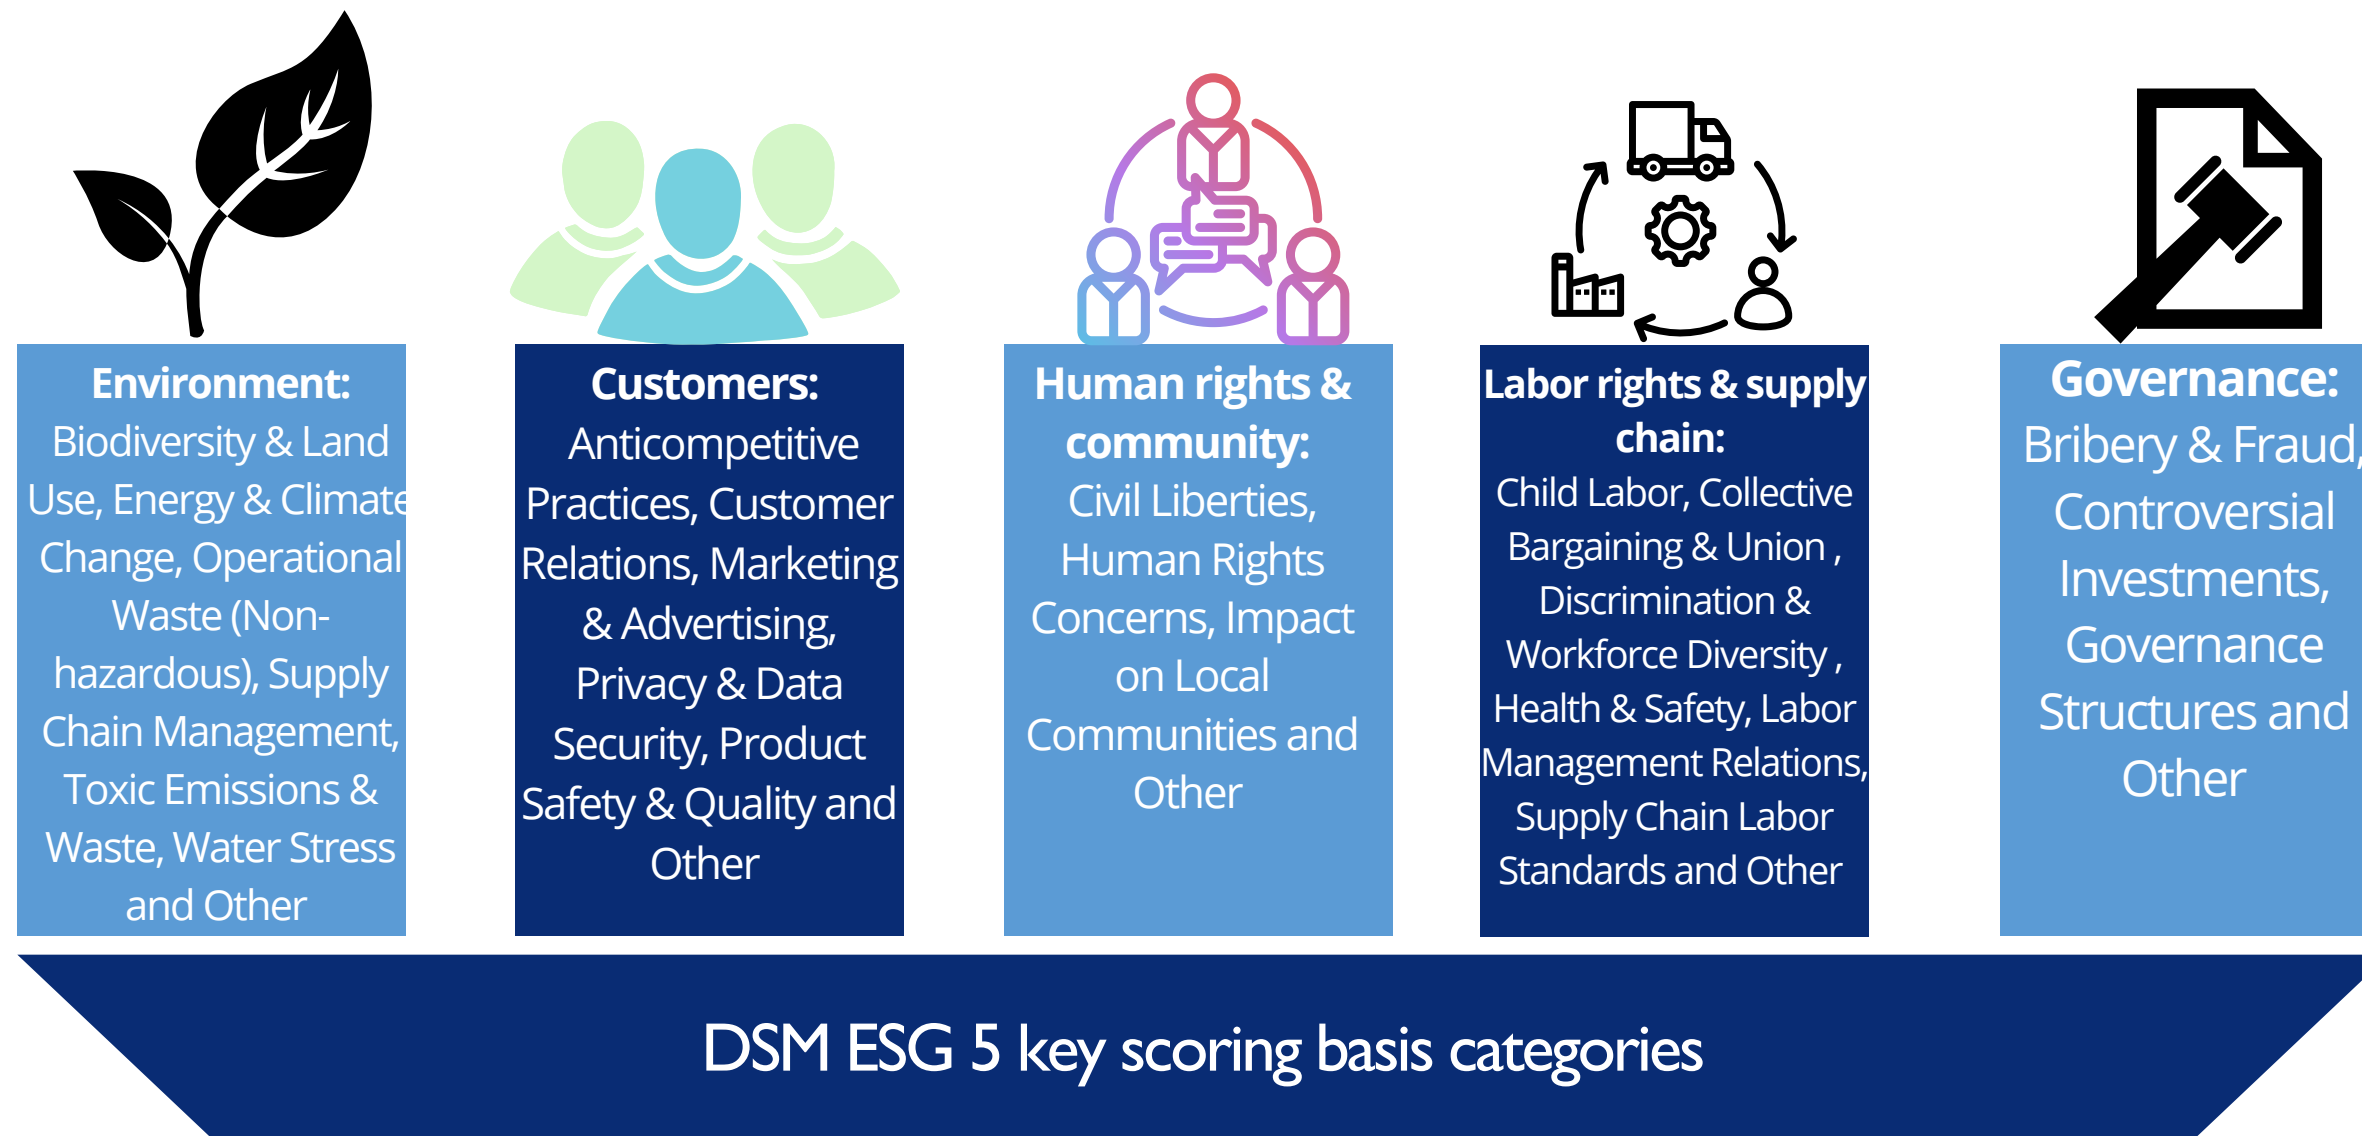 Environment:
Biodiversity & Land
Use, Energy & Climate
Change, Operational
Waste (Non-
hazardous), Supply
Chain Management,
Toxic Emissions &
Waste, Water Stress
and Other
Customers:
Anticompetitive
Practices, Customer
Relations, Marketing
& Advertising,
Privacy & Data
Security, Product
Safety & Quality and
Other
Human rights &
community:
Civil Liberties,
Human Rights
Concerns, Impact
on Local
Communities and
Other
Labor rights & supply
chain:
Child Labor, Collective
Bargaining & Union ,
Discrimination &
Workforce Diversity ,
Health & Safety, Labor
Management Relations,
Supply Chain Labor
Standards and Other
Governance:
Bribery & Fraud,
Controversial
Investments,
Governance
Structures and
Other
DSM ESG 5 key scoring basis categories